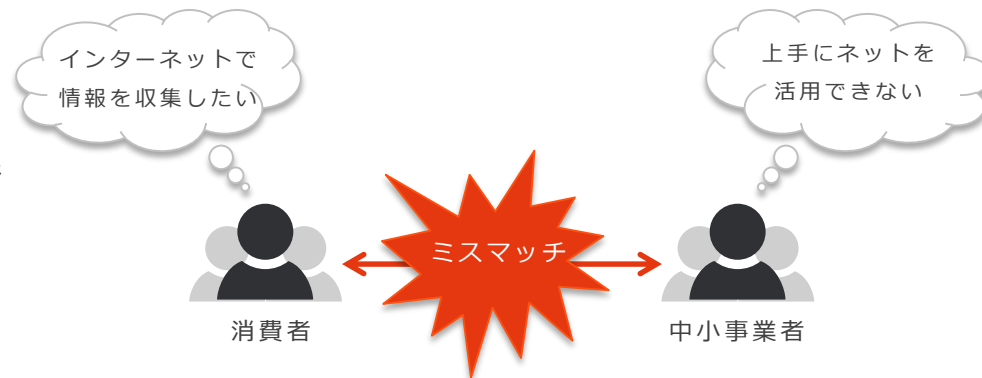 インターネットで
情報を収集したい
上手にネットを
活用できない
ミスマッチ
消費者
中小事業者